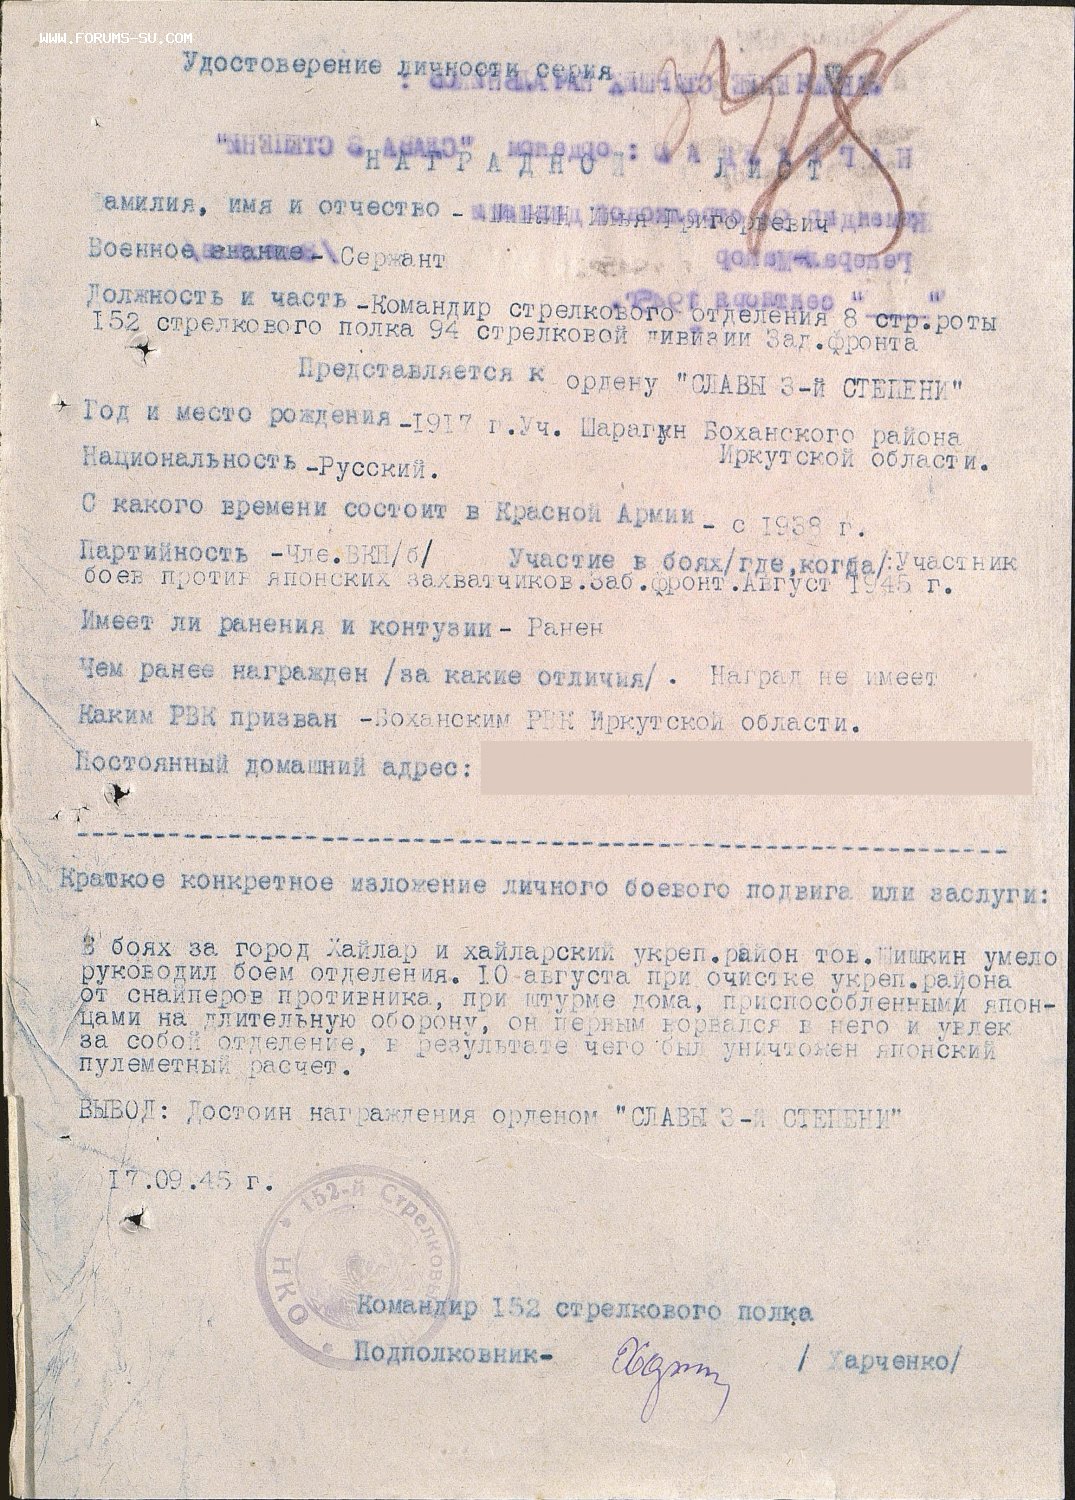 WWW.FORUMS-SU.COM
Удостоверение личности серия
НАГРАДНОЙ ЛИСТ
Фамилия, имя и отчество - ШИШКИН Илья Григорьевич
Военное звание - Сержант
Должность и часть -Командир стрелкового отделения 8 стр.роты
152 стрелкового полка 94 стрелковой дивизии Заб.фронта
Представляется к ордену "СЛАВЫ 3-й СТЕПЕНИ"
Год и место рождения -1917 г.Уч. Шарагун Боханского района
Иркутской области.
Национальность -Русский.
С какого времени состоит в Красной Армии - с 1938 г.
Партийность -Чле.ВКП/б/ Участие в боях/где,когда/:Участник
боев против японских захватчиков.Заб.фронт.Август 1945 г.
Имеет ли ранения и контузии - Ранен
Чем ранее награжден /за какие отличия/. Наград не имеет
Каким РВК призван -Боханским РВК Иркутской области.
Постоянный домашний адрес:
Краткое конкретное изложение личного боевого подвига или заслуги:
В боях за город Хайлар и хайларский укреп.район тов.Шишкин умело
руководил боем отделения. 10 августа при очистке укреп.района
от снайперов противника, при штурме дома, приспособленными япон-
цами на длительную оборону, он первым ворвался в него и увлек
за собой отделение, в результате чего был уничтожен японский
пулеметный расчет.
ВЫВОД: Достоин награждения орденом "СЛАВЫ 3-й СТЕПЕНИ"
17.09.45 г.
НКО • 152-й Стрелковый
Командир 152 стрелкового полка
Подполковник- / Харченко/